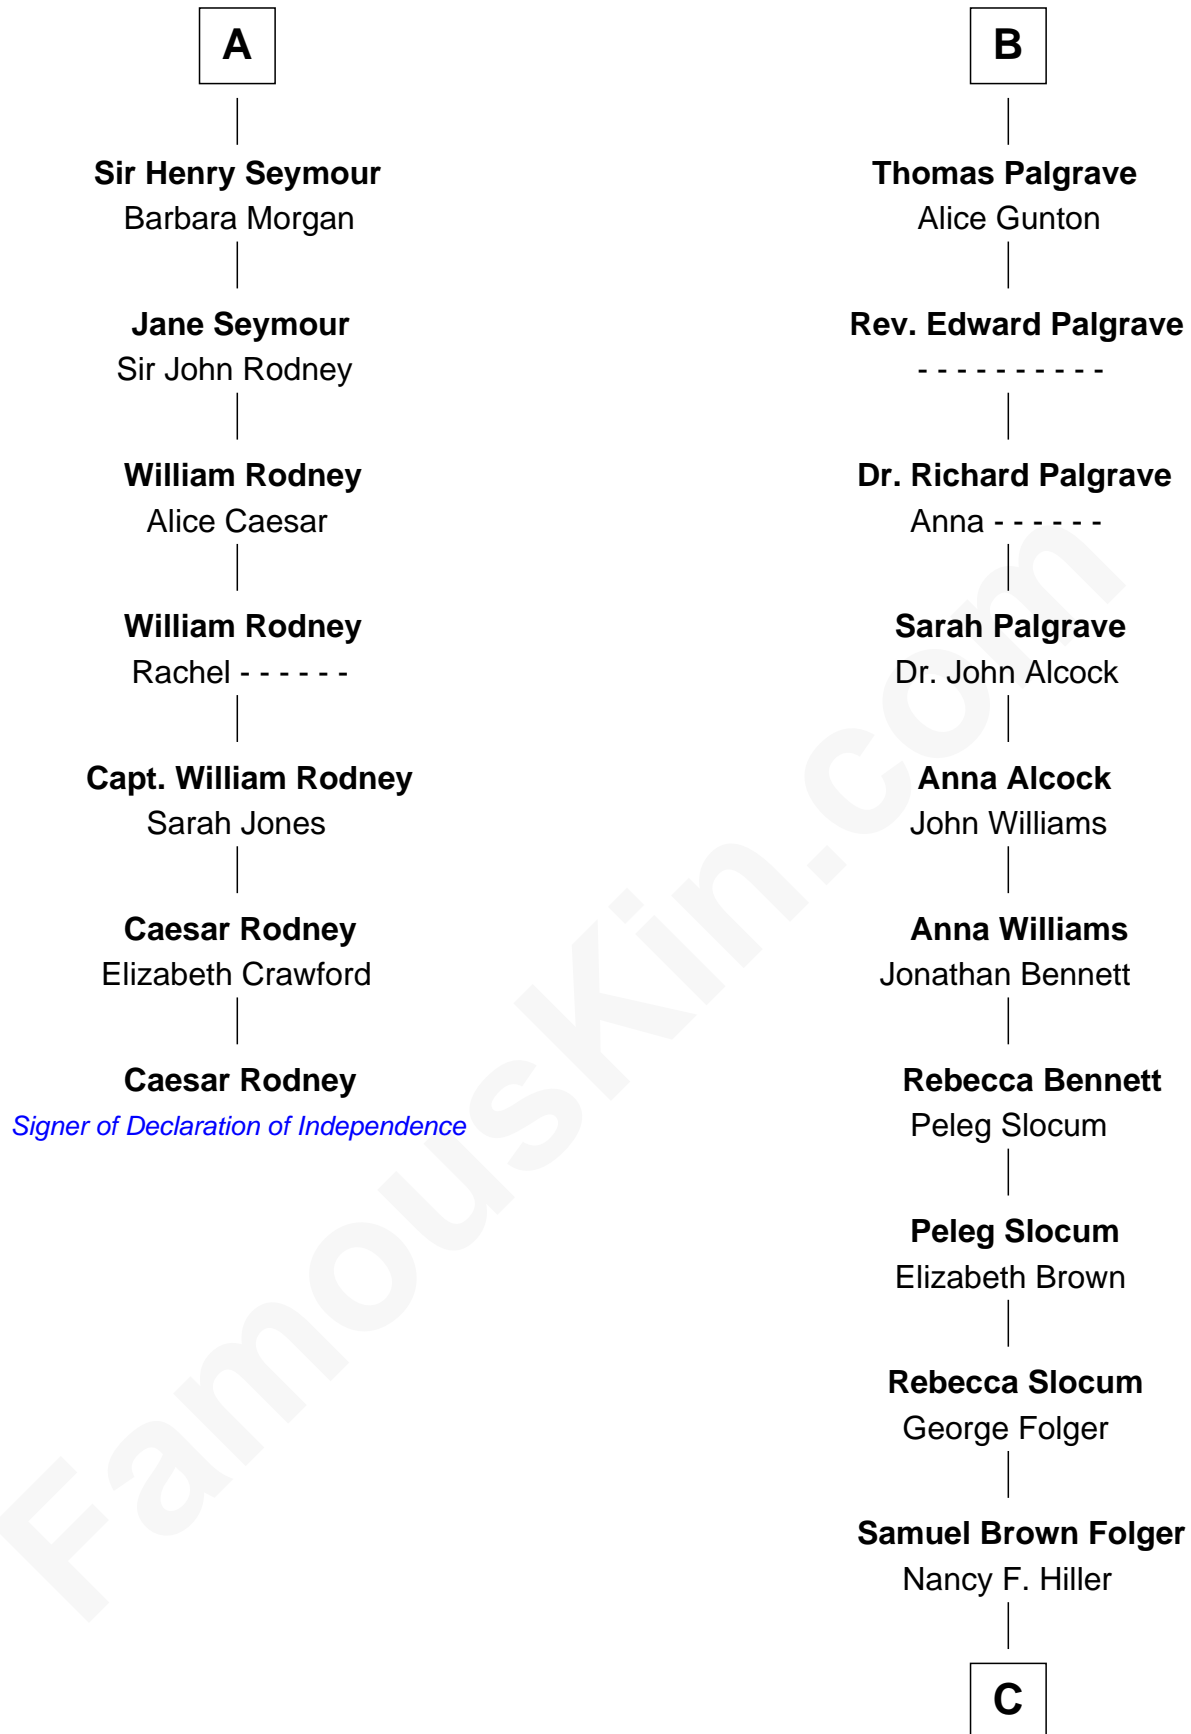 A
Sir Henry Seymour
Barbara Morgan
Jane Seymour
Sir John Rodney
William Rodney
Alice Caesar
William Rodney
Rachel - - - - - -
Capt. William Rodney
Sarah Jones
Caesar Rodney
Elizabeth Crawford
Caesar Rodney
Signer of Declaration of Independence
B
Thomas Palgrave
Alice Gunton
Rev. Edward Palgrave
- - - - - - - - - -
Dr. Richard Palgrave
Anna - - - - - -
Sarah Palgrave
Dr. John Alcock
Anna Alcock
John Williams
Anna Williams
Jonathan Bennett
Rebecca Bennett
Peleg Slocum
Peleg Slocum
Elizabeth Brown
Rebecca Slocum
George Folger
Samuel Brown Folger
Nancy F. Hiller
C
FamousKin.com